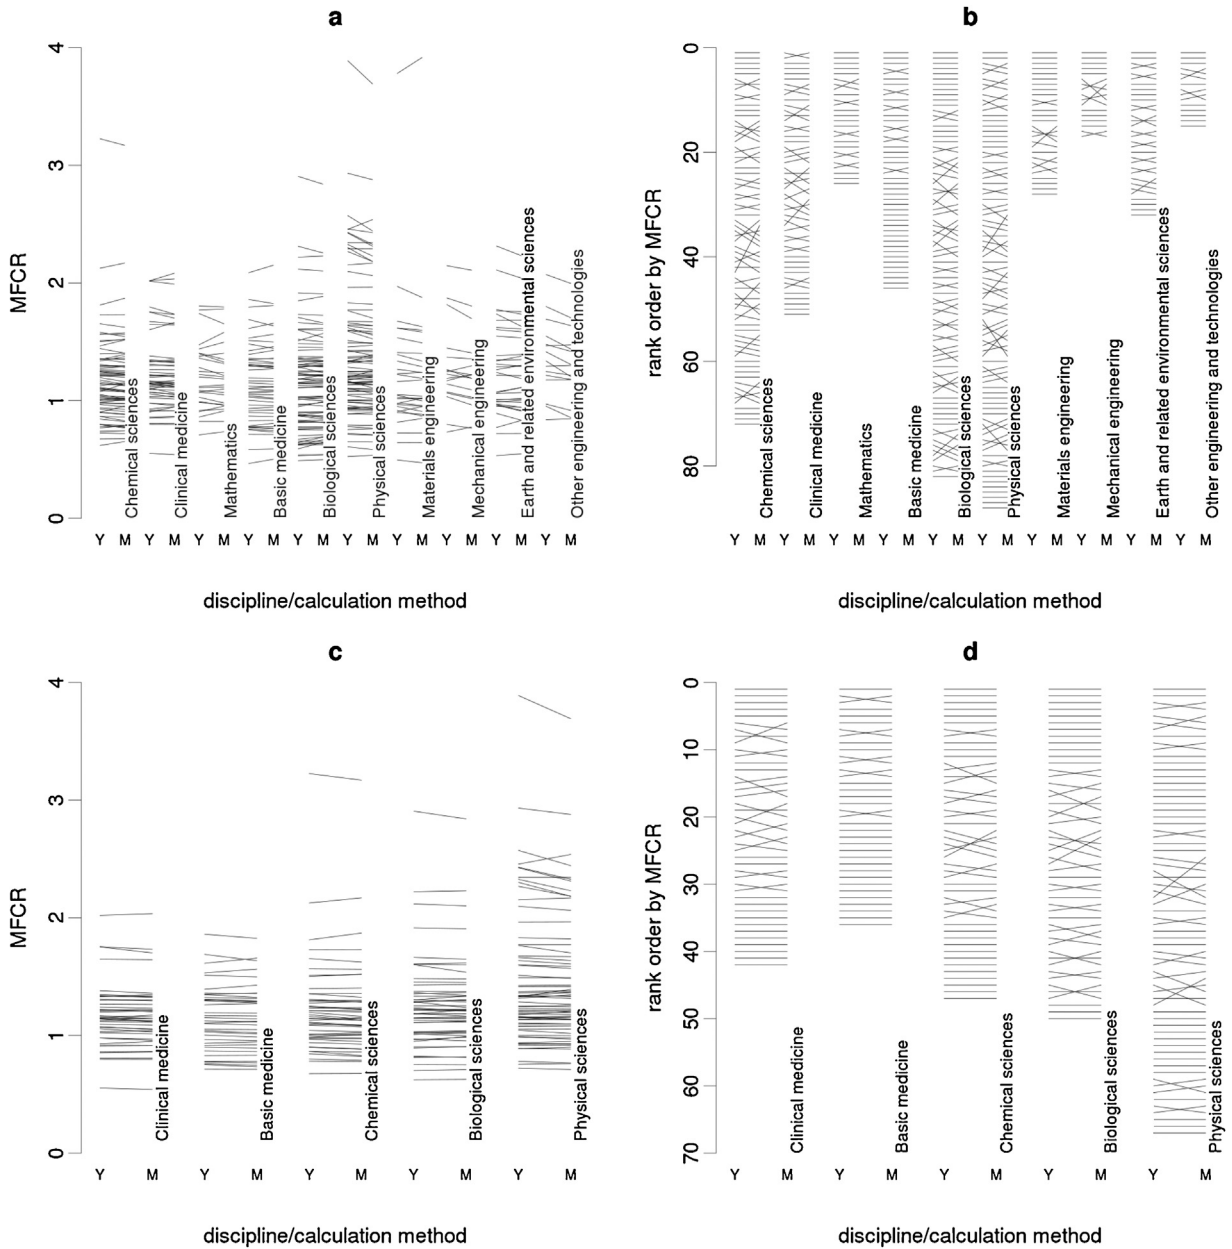 a
4
3
2
1
0
MFCR
Chemical sciences
Clinical medicine
Mathematics
Basic medicine
Biological sciences
Physical sciences
Materials engineering
Mechanical engineering
Earth and related environmental sciences
Other engineering and technologies
Y M Y M Y M Y M Y M Y M Y M Y M Y M Y M
discipline/calculation method
b
0
20
40
60
80
rank order by MFCR
Chemical sciences
Clinical medicine
Mathematics
Basic medicine
Biological sciences
Physical sciences
Materials engineering
Mechanical engineering
Earth and related environmental sciences
Other engineering and technologies
Y M Y M Y M Y M Y M Y M Y M Y M Y M Y M
discipline/calculation method
c
4
3
2
1
0
MFCR
Clinical medicine
Basic medicine
Chemical sciences
Biological sciences
Physical sciences
Y M Y M Y M Y M Y M
discipline/calculation method
d
0
10
20
30
40
50
60
70
rank order by MFCR
Clinical medicine
Basic medicine
Chemical sciences
Biological sciences
Physical sciences
Y M Y M Y M Y M Y M
discipline/calculation method